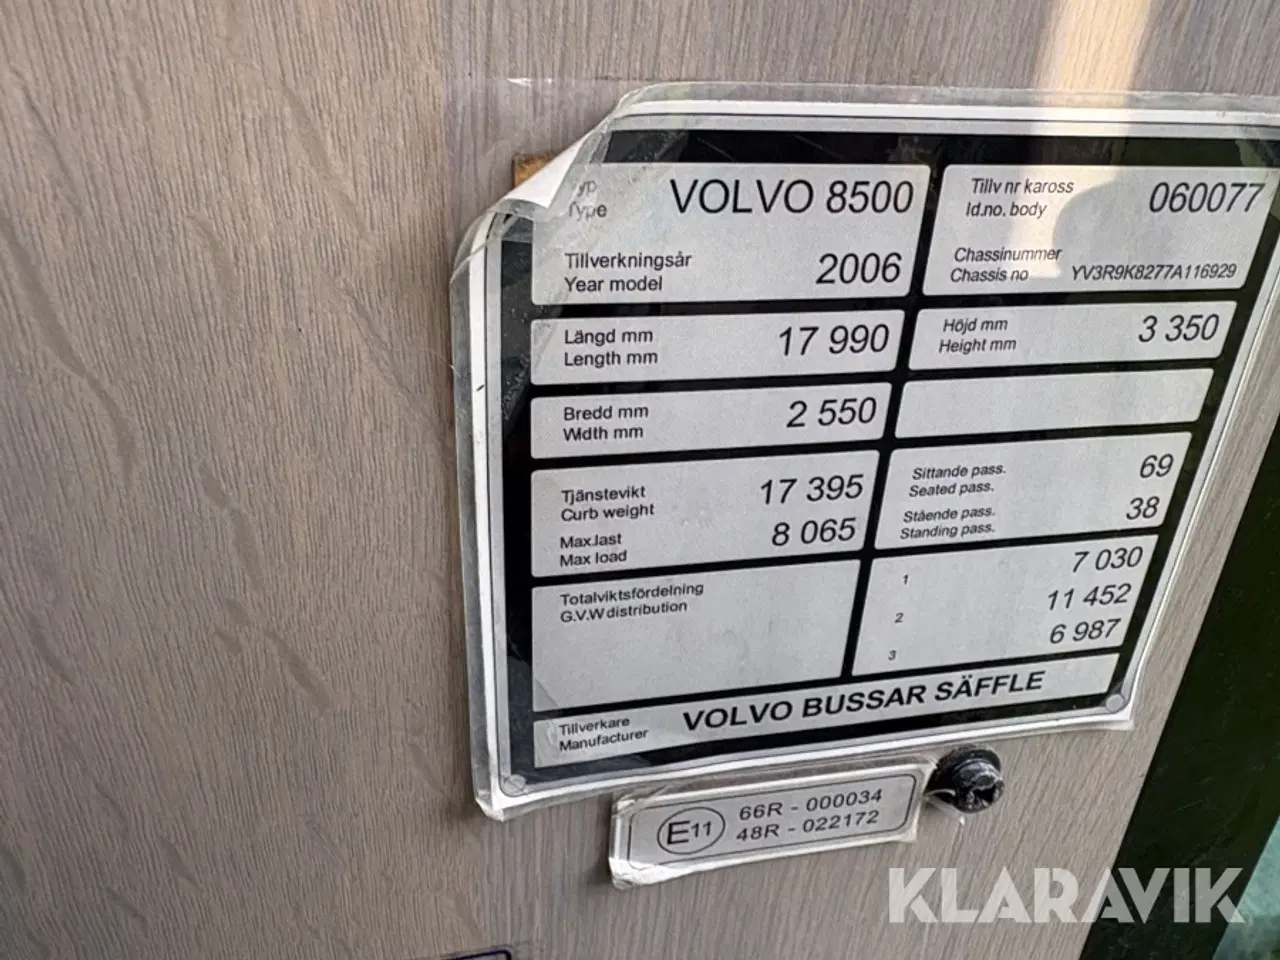 Typ
Type
VOLVO 8500
Tillverkningsår
Year model
2006
Längd mm
Length mm
17 990
Bredd mm
Width mm
2 550
Tjänstevikt
Curb weight
17 395
Max.last
Max load
8 065
Totalviktsfördelning
G.V.W distribution
Tillv nr kaross
Id.no. body
060077
Chassinummer
Chassis no
YV3R9K8277A116929
Höjd mm
Height mm
3 350
Sittande pass.
Seated pass.
69
Stående pass.
Standing pass.
38
1 7 030
2 11 452
3 6 987
Tillverkare
Manufacturer
VOLVO BUSSAR SÄFFLE
E11
66R - 000034
48R - 022172
KLARAVIK